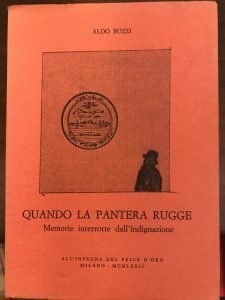 ALDO BUZZI
QUANDO LA PANTERA RUGGE
Memorie interrotte dall'indignazione
ALL'INSEGNA DEL PESCE D'ORO
MILANO - MCMLXXII